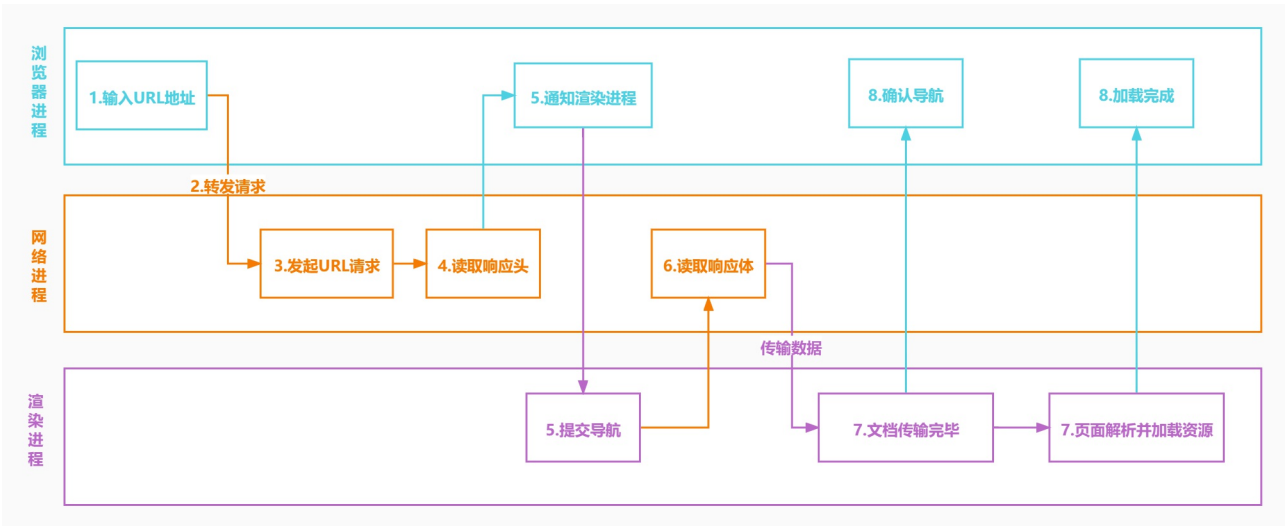 浏览器进程
1.输入URL地址
5.通知渲染进程
8.确认导航
8.加载完成
2.转发请求
网络进程
3.发起URL请求
4.读取响应头
6.读取响应体
传输数据
渲染进程
5.提交导航
7.文档传输完毕
7.页面解析并加载资源